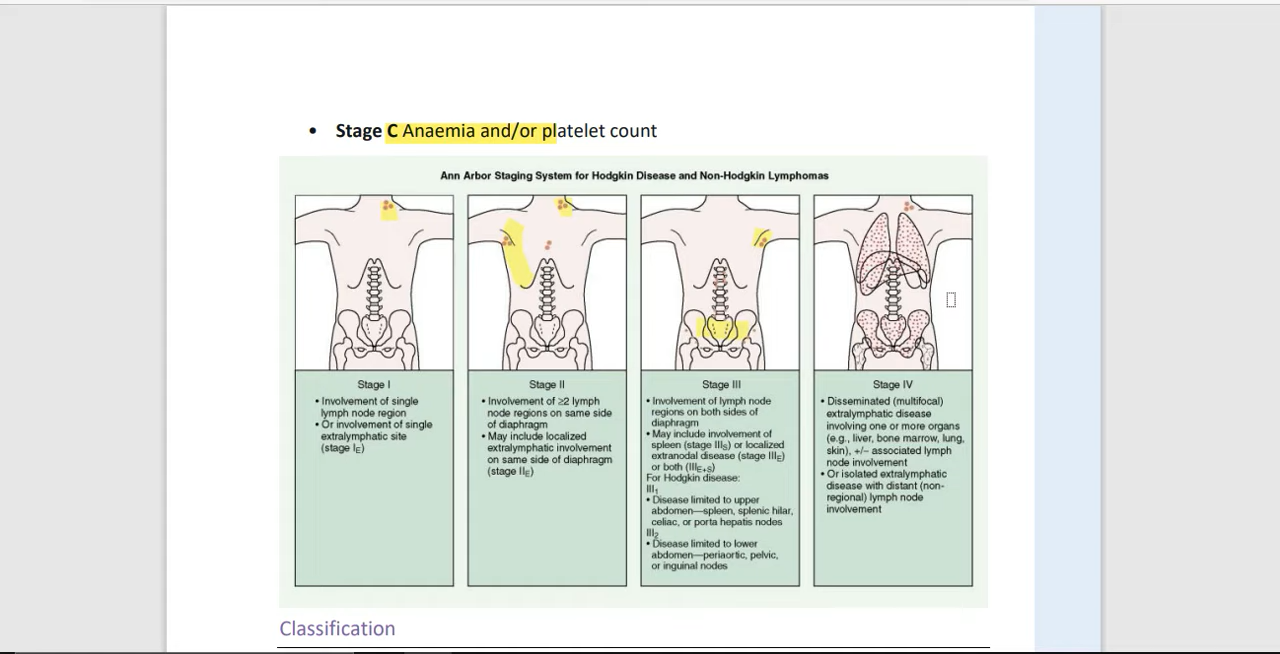 • Stage C Anaemia and/or platelet count
Ann Arbor Staging System for Hodgkin Disease and Non-Hodgkin Lymphomas
Stage I
• Involvement of single
lymph node region
• Or involvement of single
extralymphatic site
(stage IE)
Stage II
• Involvement of ≥2 lymph
node regions on same side
of diaphragm
• May include localized
extralymphatic involvement
on same side of diaphragm
(stage IIE)
Stage III
• Involvement of lymph node
regions on both sides of
diaphragm
• May include involvement of
spleen (stage IIIS) or localized
extranodal disease (stage IIIE)
or both (IIIE+S)
For Hodgkin disease:
III1
• Disease limited to upper
abdomen—spleen, splenic hilar,
celiac, or porta hepatis nodes
III2
• Disease limited to lower
abdomen—periaortic, pelvic,
or inguinal nodes
Stage IV
• Disseminated (multifocal)
extralymphatic disease
involving one or more organs
(e.g., liver, bone marrow, lung,
skin), +/− associated lymph
node involvement
• Or isolated extralymphatic
disease with distant (non-
regional) lymph node
involvement
Classification